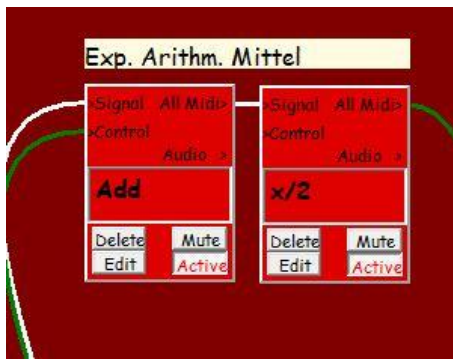 Exp. Arithm. Mittel
>Signal All Midi>
>Control
Audio >
Add
Delete Mute
Edit Active
>Signal All Midi>
>Control
Audio >
x/2
Delete Mute
Edit Active